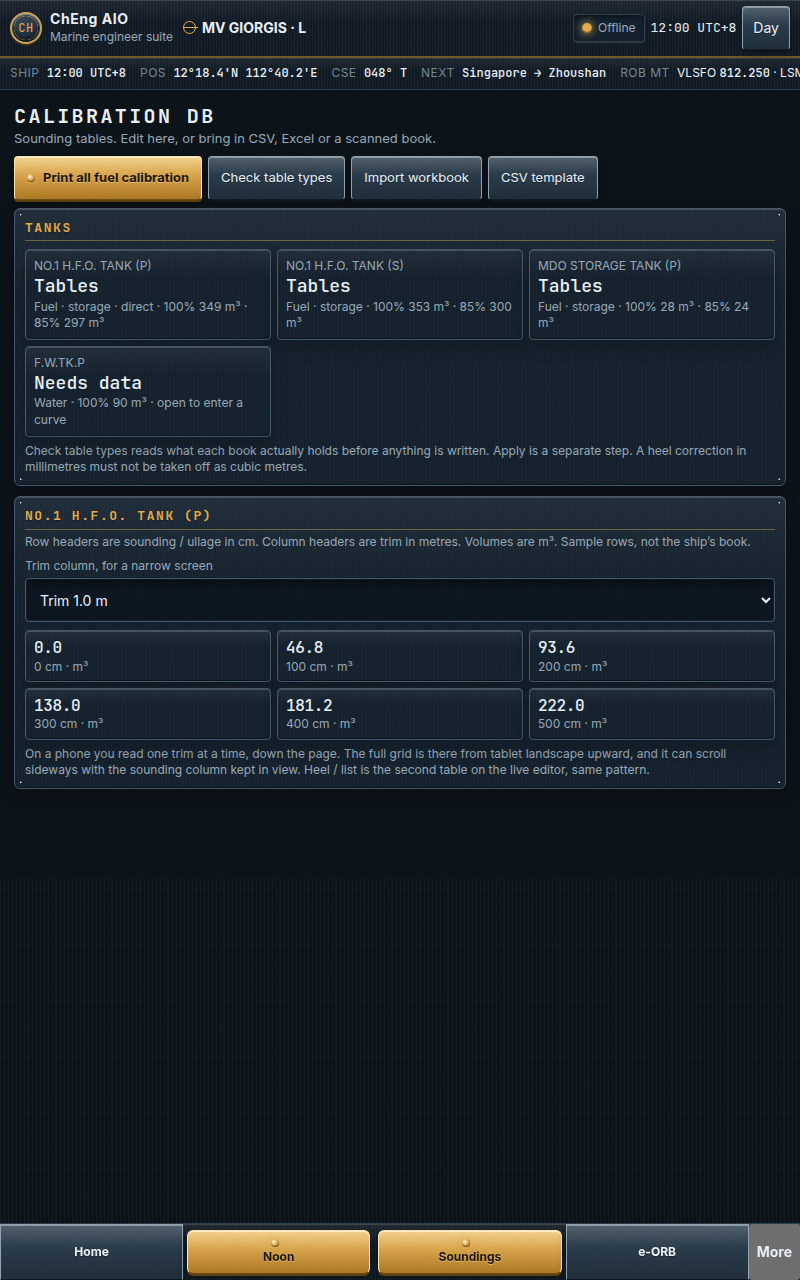 CH
ChEng AIO
Marine engineer suite
MV GIORGIS · L
Offline
12:00 UTC+8
Day
SHIP 12:00 UTC+8 POS 12°18.4'N 112°40.2'E CSE 048° T NEXT Singapore → Zhoushan ROB MT VLSFO 812.250 · LSM
CALIBRATION DB
Sounding tables. Edit here, or bring in CSV, Excel or a scanned book.
Print all fuel calibration
Check table types
Import workbook
CSV template
TANKS
NO.1 H.F.O. TANK (P)
Tables
Fuel · storage · direct · 100% 349 m³ ·
85% 297 m³
NO.1 H.F.O. TANK (S)
Tables
Fuel · storage · 100% 353 m³ · 85% 300
m³
MDO STORAGE TANK (P)
Tables
Fuel · storage · 100% 28 m³ · 85% 24
m³
F.W.TK.P
Needs data
Water · 100% 90 m³ · open to enter a
curve
Check table types reads what each book actually holds before anything is written. Apply is a separate step. A heel correction in
millimetres must not be taken off as cubic metres.
NO.1 H.F.O. TANK (P)
Row headers are sounding / ullage in cm. Column headers are trim in metres. Volumes are m³. Sample rows, not the ship's book.
Trim column, for a narrow screen
Trim 1.0 m
0.0
0 cm · m³
46.8
100 cm · m³
93.6
200 cm · m³
138.0
300 cm · m³
181.2
400 cm · m³
222.0
500 cm · m³
On a phone you read one trim at a time, down the page. The full grid is there from tablet landscape upward, and it can scroll
sideways with the sounding column kept in view. Heel / list is the second table on the live editor, same pattern.
Home
Noon
Soundings
e-ORB
More